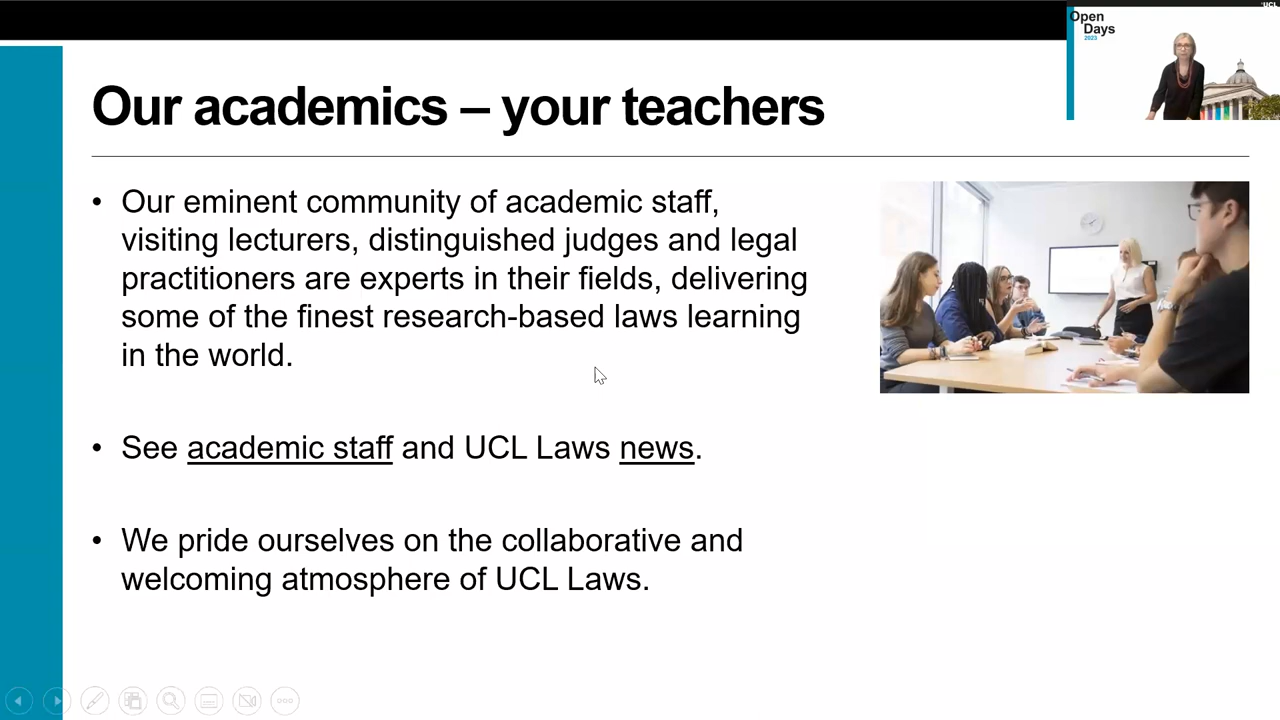 UCL
Open
Days
2023
Our academics – your teachers
• Our eminent community of academic staff,
visiting lecturers, distinguished judges and legal
practitioners are experts in their fields, delivering
some of the finest research-based laws learning
in the world.
• See academic staff and UCL Laws news.
• We pride ourselves on the collaborative and
welcoming atmosphere of UCL Laws.